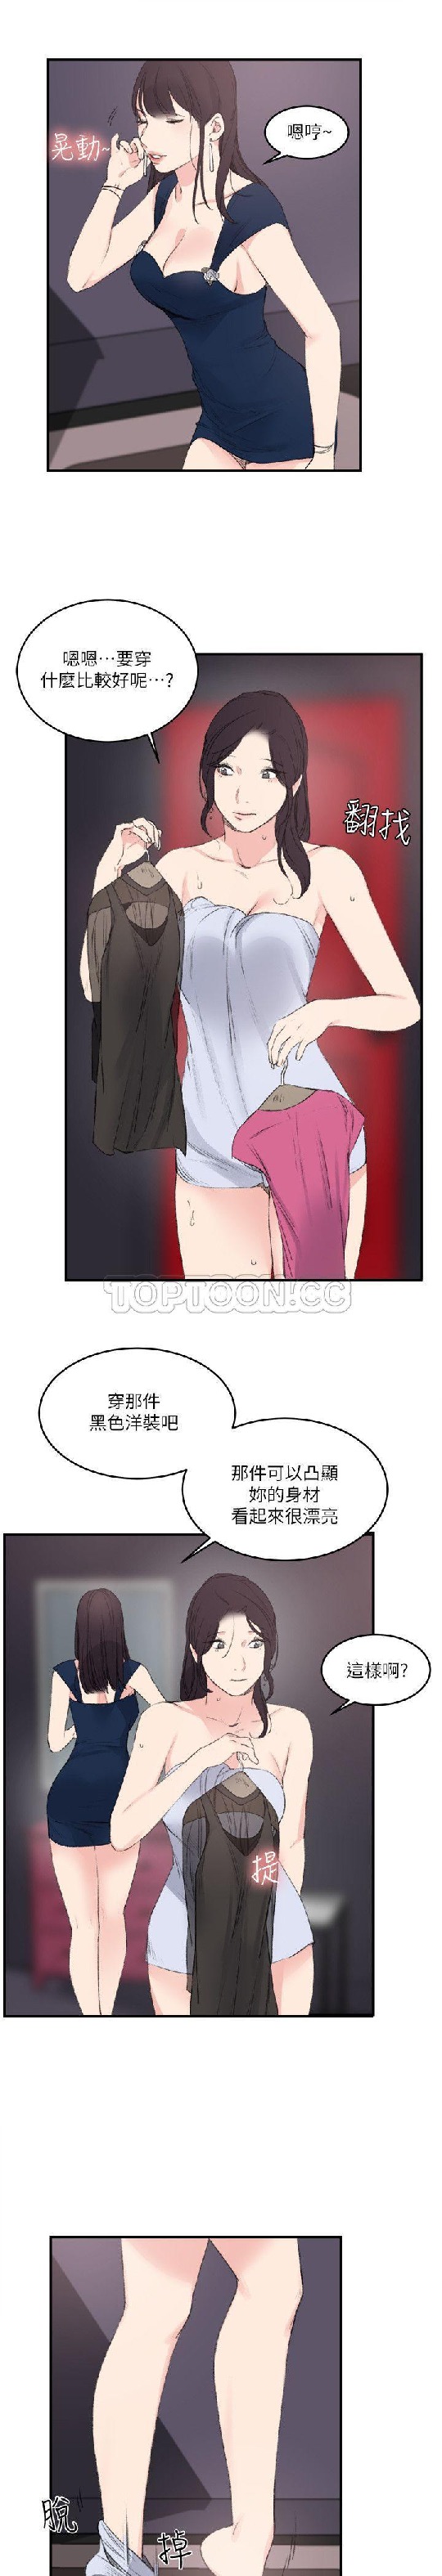 嗯哼~
晃動~
嗯嗯⋯要穿
什麼比較好呢⋯?
翻找
TOPTOON.CC
穿那件
黑色洋裝吧
那件可以凸顯
妳的身材
看起來很漂亮
這樣啊?
提
脫
掉